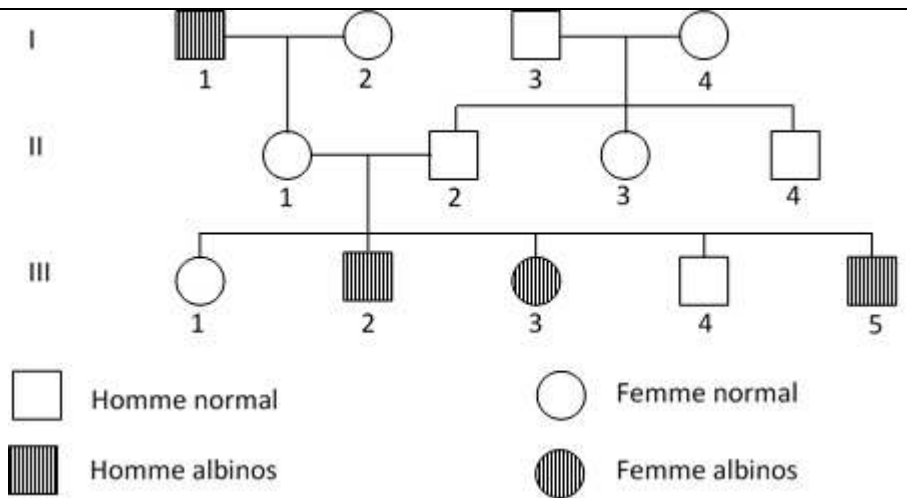 I
1 2 3 4
II
1 2 3 4
III
1 2 3 4 5
Homme normal Femme normal
Homme albinos Femme albinos